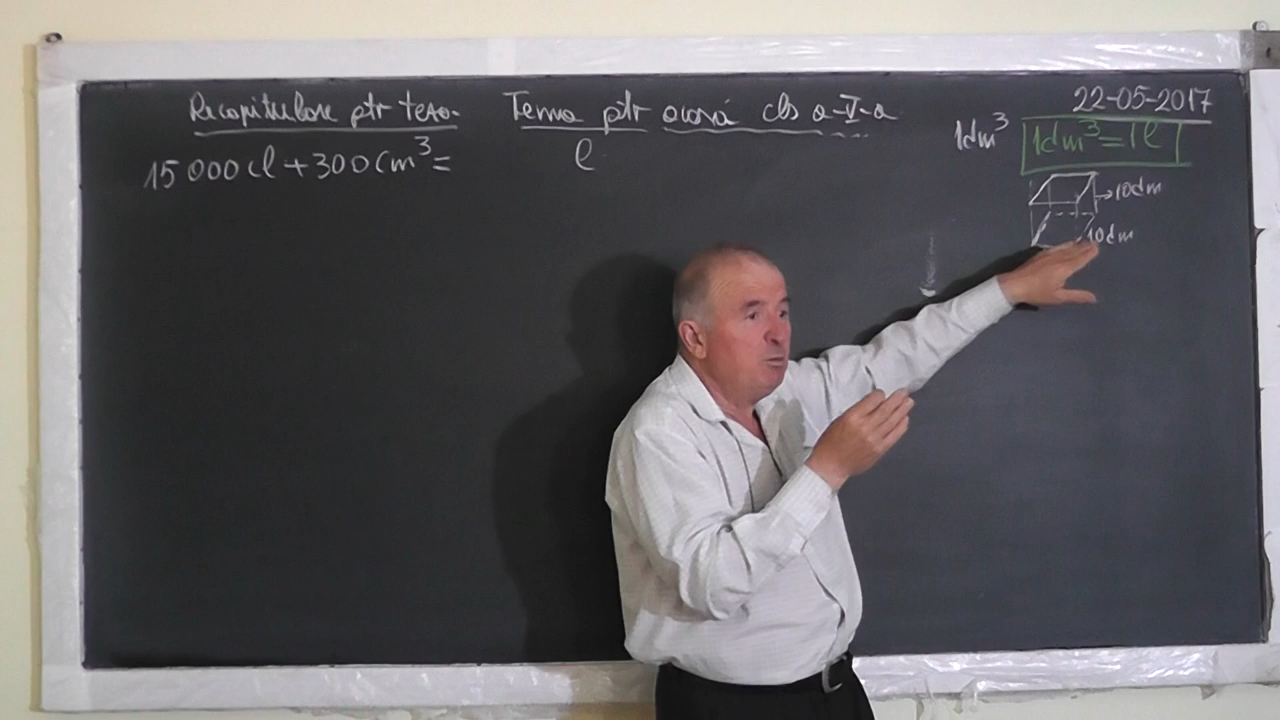 Recapitulare ptr teza.
Tema ptr acasă cls a-V-a
22-05-2017
15 000 cl + 300 cm³ = l
1dm³
1dm³ = 1l
10dm
10dm